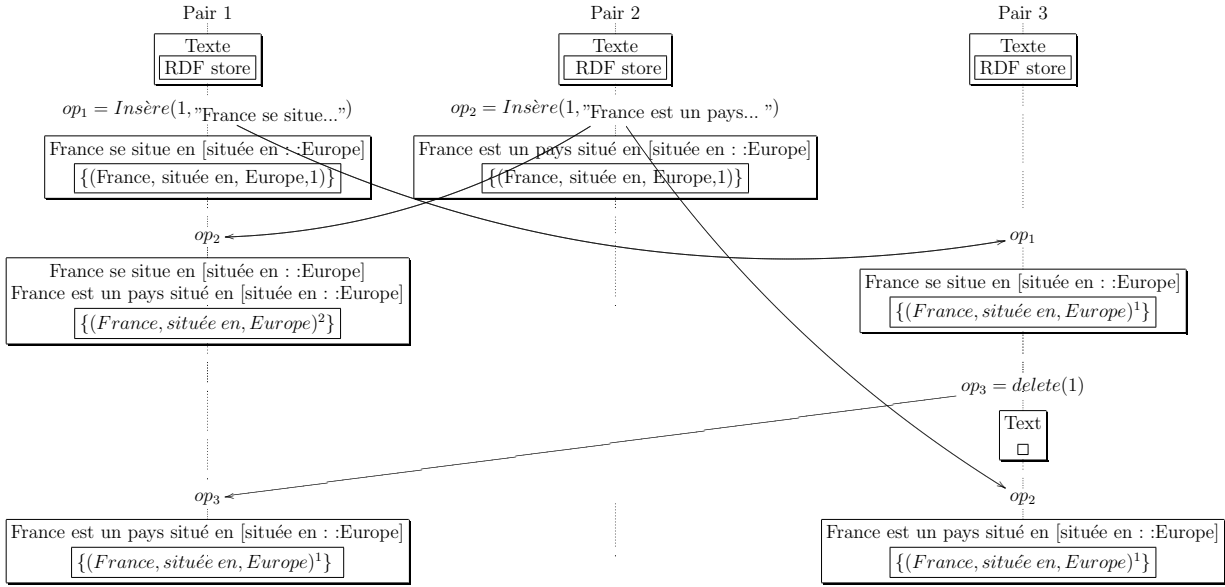 Pair 1
Pair 2
Pair 3
Texte
RDF store
Texte
RDF store
Texte
RDF store
op₁ = Insère(1,"France se situe...")
op₂ = Insère(1,"France est un pays... ")
France se situe en [située en : :Europe]
{(France, située en, Europe,1)}
France est un pays situé en [située en : :Europe]
{(France, située en, Europe,1)}
op₂
op₁
France se situe en [située en : :Europe]
France est un pays situé en [située en : :Europe]
{(France, située en, Europe)²}
France se situe en [située en : :Europe]
{(France, située en, Europe)¹}
op₃ = delete(1)
Text
op₃
op₂
France est un pays situé en [située en : :Europe]
{(France, située en, Europe)¹}
France est un pays situé en [située en : :Europe]
{(France, située en, Europe)¹}